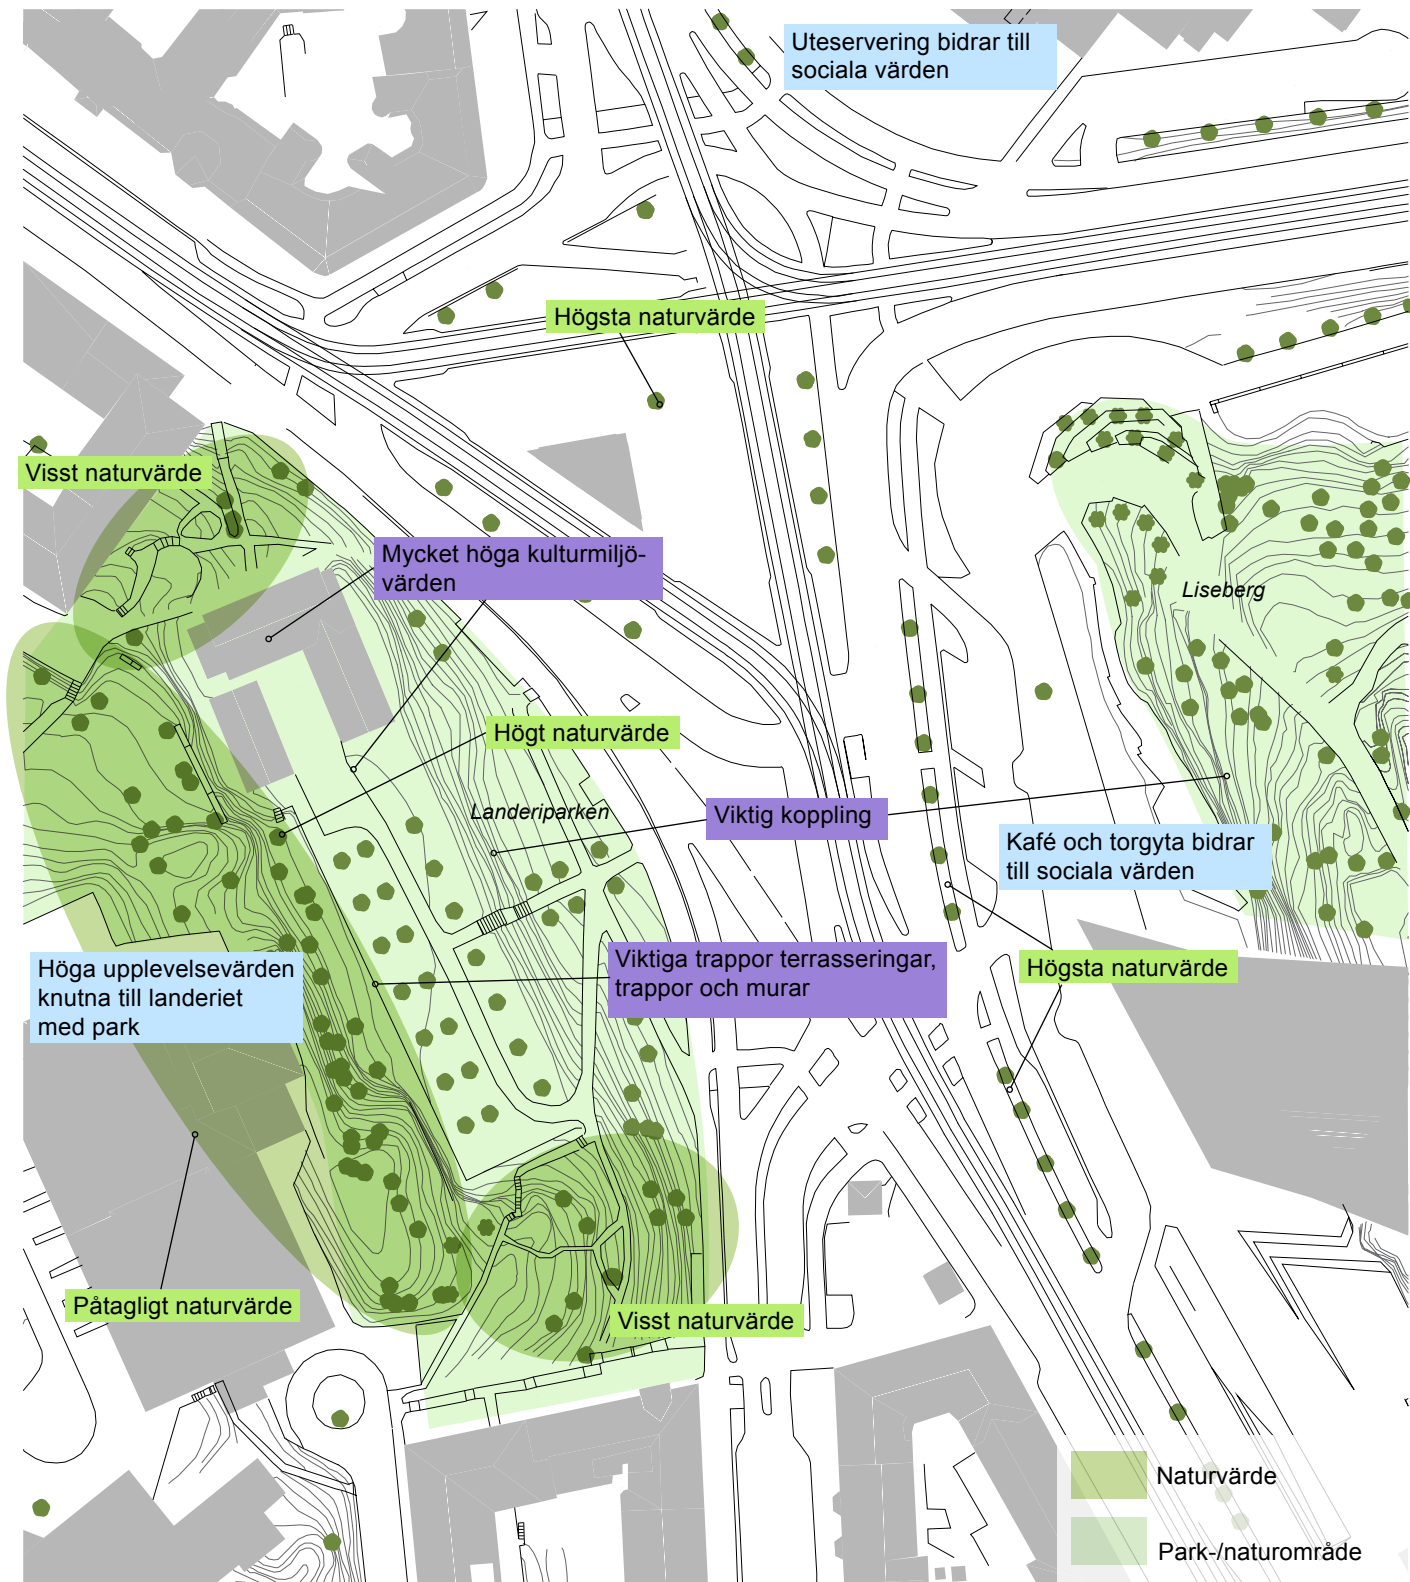 Uteservering bidrar till
sociala värden
Högsta naturvärde
Visst naturvärde
Mycket höga kulturmiljö-
värden
Liseberg
Högt naturvärde
Landeriparken
Viktig koppling
Kafé och torgyta bidrar
till sociala värden
Höga upplevelsevärden
knutna till landeriet
med park
Viktiga trappor terrasseringar,
trappor och murar
Högsta naturvärde
Påtagligt naturvärde
Visst naturvärde
Naturvärde
Park-/naturområde